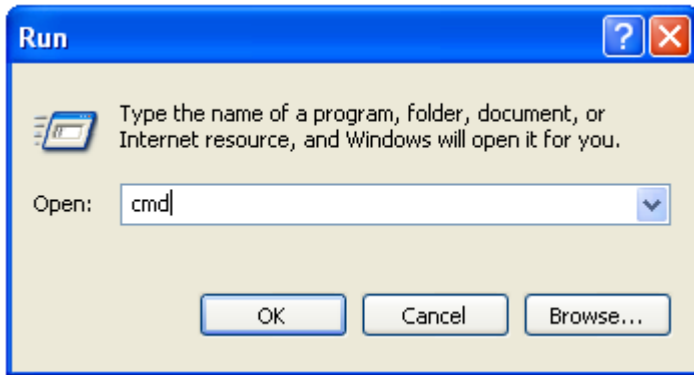 Run
Type the name of a program, folder, document, or
Internet resource, and Windows will open it for you.
Open: cmd
OK Cancel Browse...